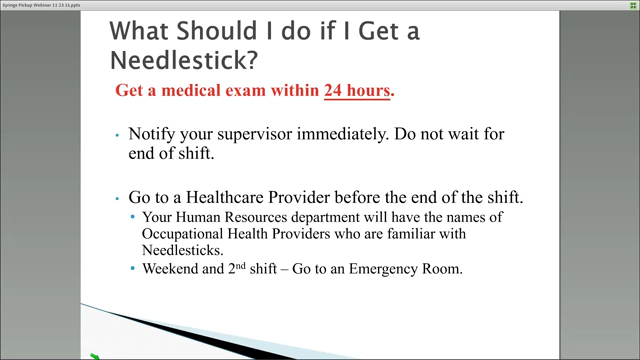 Syringe Pickup Webinar 11 23 15.pptx
What Should I do if I Get a
Needlestick?
Get a medical exam within 24 hours.
• Notify your supervisor immediately. Do not wait for
end of shift.
• Go to a Healthcare Provider before the end of the shift.
• Your Human Resources department will have the names of
Occupational Health Providers who are familiar with
Needlesticks.
• Weekend and 2nd shift – Go to an Emergency Room.